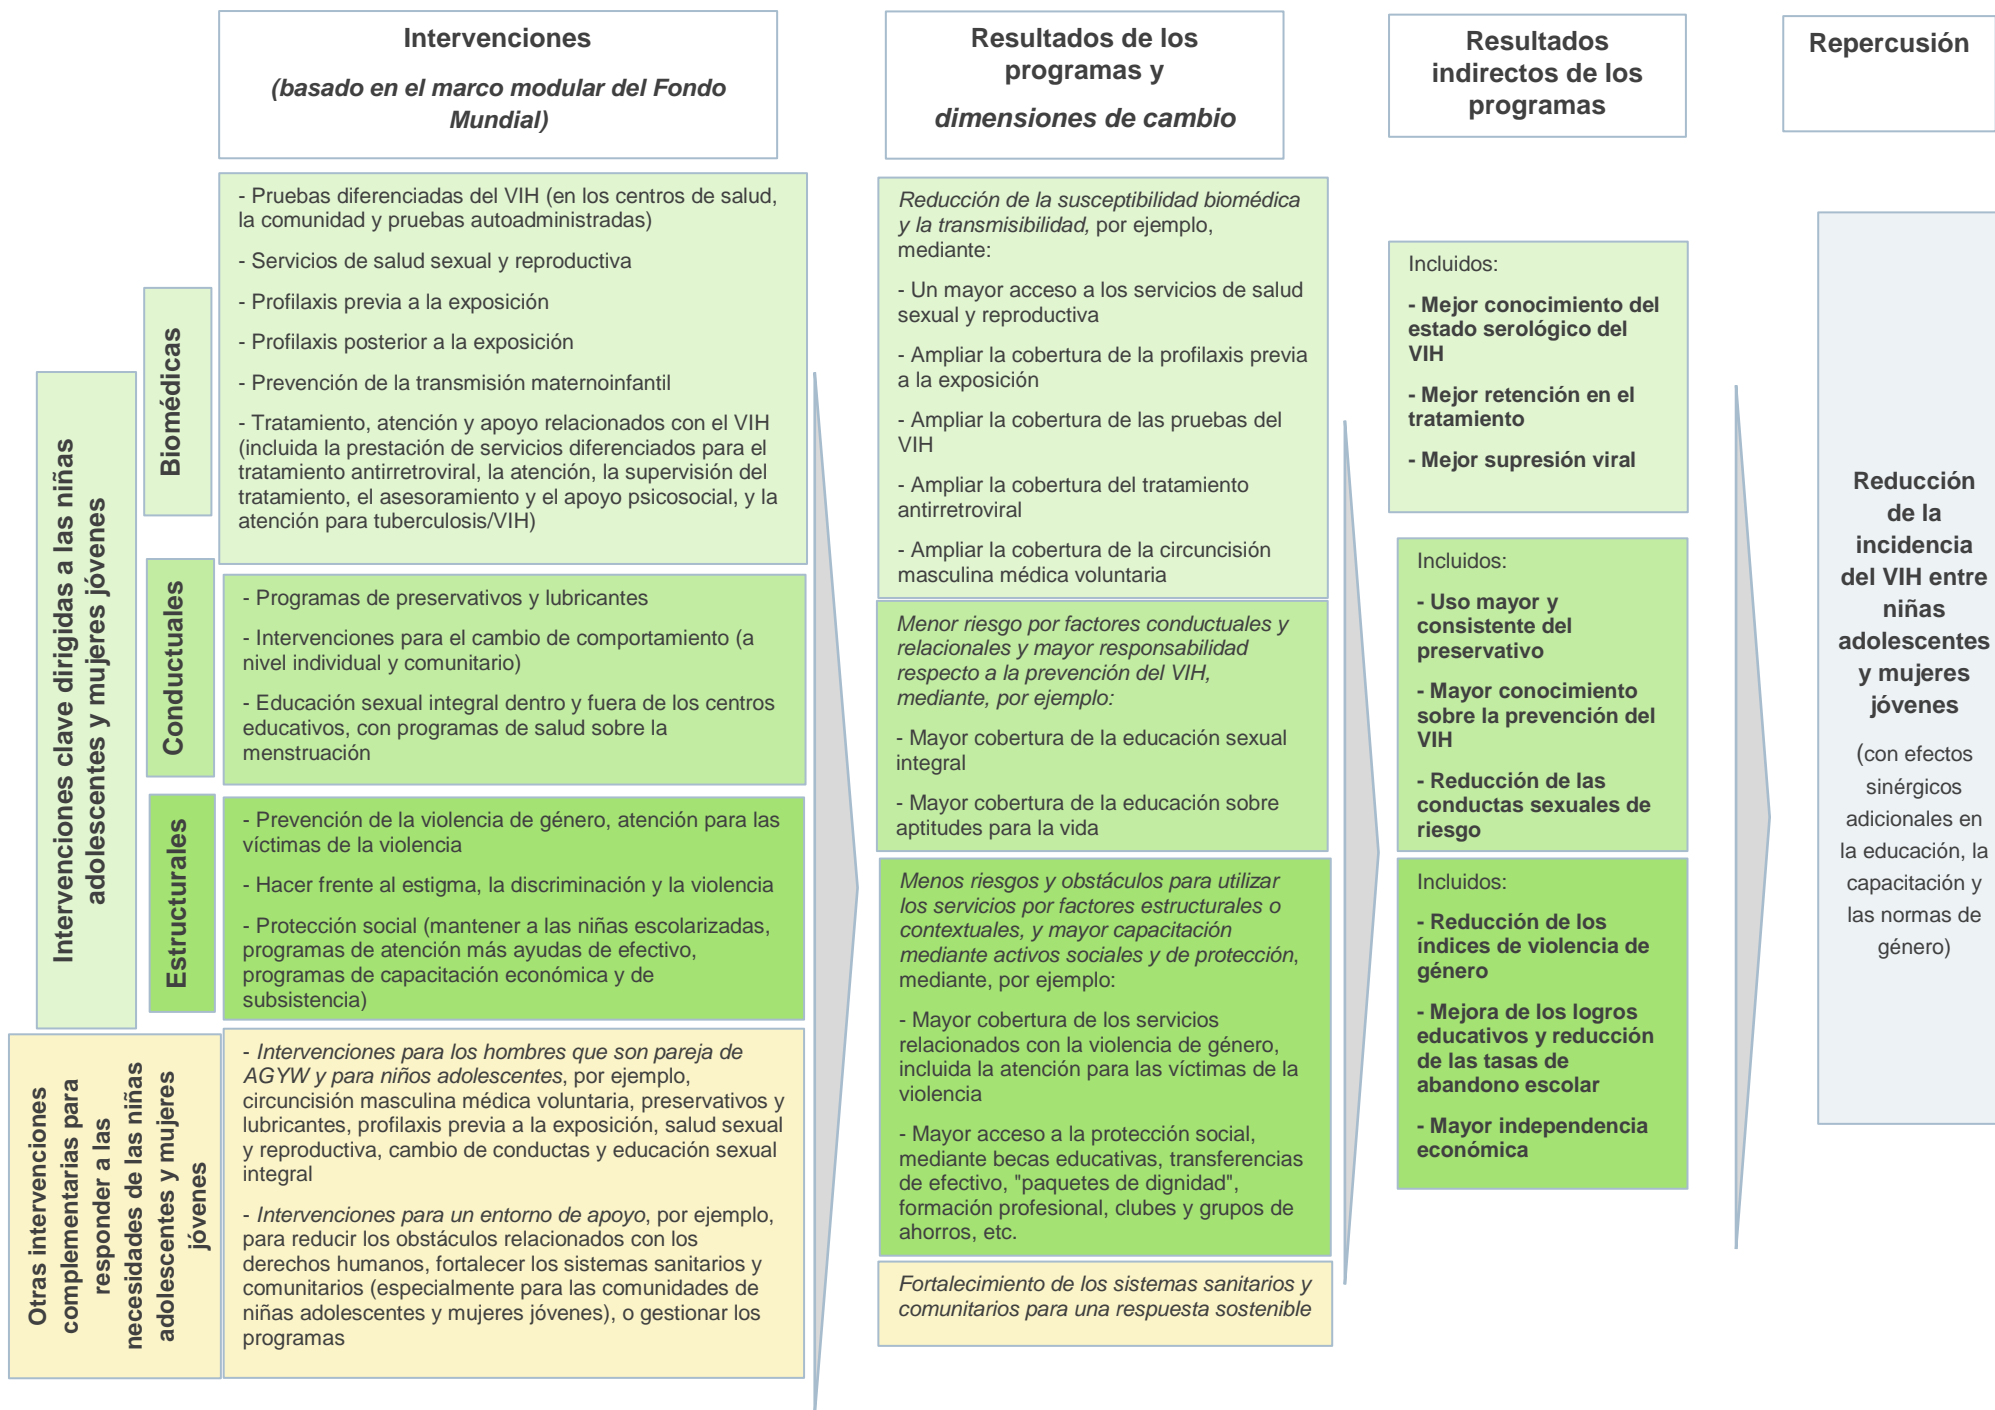 Intervenciones
(basado en el marco modular del Fondo
Mundial)
Resultados de los
programas y
dimensiones de cambio
Resultados
indirectos de los
programas
Repercusión
Intervenciones clave dirigidas a las niñas
adolescentes y mujeres jóvenes
Biomédicas
- Pruebas diferenciadas del VIH (en los centros de salud,
la comunidad y pruebas autoadministradas)
- Servicios de salud sexual y reproductiva
- Profilaxis previa a la exposición
- Profilaxis posterior a la exposición
- Prevención de la transmisión maternoinfantil
- Tratamiento, atención y apoyo relacionados con el VIH
(incluida la prestación de servicios diferenciados para el
tratamiento antirretroviral, la atención, la supervisión del
tratamiento, el asesoramiento y el apoyo psicosocial, y la
atención para tuberculosis/VIH)
Conductuales
- Programas de preservativos y lubricantes
- Intervenciones para el cambio de comportamiento (a
nivel individual y comunitario)
- Educación sexual integral dentro y fuera de los centros
educativos, con programas de salud sobre la
menstruación
Estructurales
- Prevención de la violencia de género, atención para las
víctimas de la violencia
- Hacer frente al estigma, la discriminación y la violencia
- Protección social (mantener a las niñas escolarizadas,
programas de atención más ayudas de efectivo,
programas de capacitación económica y de
subsistencia)
Otras intervenciones
complementarias para
responder a las
necesidades de las niñas
adolescentes y mujeres
jóvenes
- Intervenciones para los hombres que son pareja de
AGYW y para niños adolescentes, por ejemplo,
circuncisión masculina médica voluntaria, preservativos y
lubricantes, profilaxis previa a la exposición, salud sexual
y reproductiva, cambio de conductas y educación sexual
integral
- Intervenciones para un entorno de apoyo, por ejemplo,
para reducir los obstáculos relacionados con los
derechos humanos, fortalecer los sistemas sanitarios y
comunitarios (especialmente para las comunidades de
niñas adolescentes y mujeres jóvenes), o gestionar los
programas
Reducción de la susceptibilidad biomédica
y la transmisibilidad, por ejemplo,
mediante:
- Un mayor acceso a los servicios de salud
sexual y reproductiva
- Ampliar la cobertura de la profilaxis previa
a la exposición
- Ampliar la cobertura de las pruebas del
VIH
- Ampliar la cobertura del tratamiento
antirretroviral
- Ampliar la cobertura de la circuncisión
masculina médica voluntaria
Menor riesgo por factores conductuales y
relacionales y mayor responsabilidad
respecto a la prevención del VIH,
mediante, por ejemplo:
- Mayor cobertura de la educación sexual
integral
- Mayor cobertura de la educación sobre
aptitudes para la vida
Menos riesgos y obstáculos para utilizar
los servicios por factores estructurales o
contextuales, y mayor capacitación
mediante activos sociales y de protección,
mediante, por ejemplo:
- Mayor cobertura de los servicios
relacionados con la violencia de género,
incluida la atención para las víctimas de la
violencia
- Mayor acceso a la protección social,
mediante becas educativas, transferencias
de efectivo, "paquetes de dignidad",
formación profesional, clubes y grupos de
ahorros, etc.
Fortalecimiento de los sistemas sanitarios y
comunitarios para una respuesta sostenible
Incluidos:
- Mejor conocimiento del
estado serológico del
VIH
- Mejor retención en el
tratamiento
- Mejor supresión viral
Incluidos:
- Uso mayor y
consistente del
preservativo
- Mayor conocimiento
sobre la prevención del
VIH
- Reducción de las
conductas sexuales de
riesgo
Incluidos:
- Reducción de los
índices de violencia de
género
- Mejora de los logros
educativos y reducción
de las tasas de
abandono escolar
- Mayor independencia
económica
Reducción
de la
incidencia
del VIH entre
niñas
adolescentes
y mujeres
jóvenes
(con efectos
sinérgicos
adicionales en
la educación, la
capacitación y
las normas de
género)